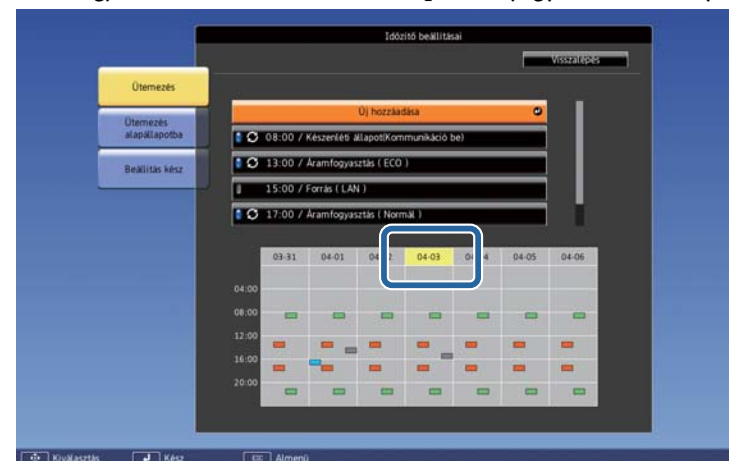 Időzítő beállításai
Visszalépés
Ütemezés
Ütemezés
alapállapotba
Beállítás kész
Új hozzáadása
08:00 / Készenléti állapot(Kommunikáció be)
13:00 / Áramfogyasztás ( ECO )
15:00 / Forrás ( LAN )
17:00 / Áramfogyasztás ( Normál )
03-31 04-01 04-03 04-05 04-06
04:00
08:00
12:00
16:00
20:00
Kiválasztás Kész Esc Almenü